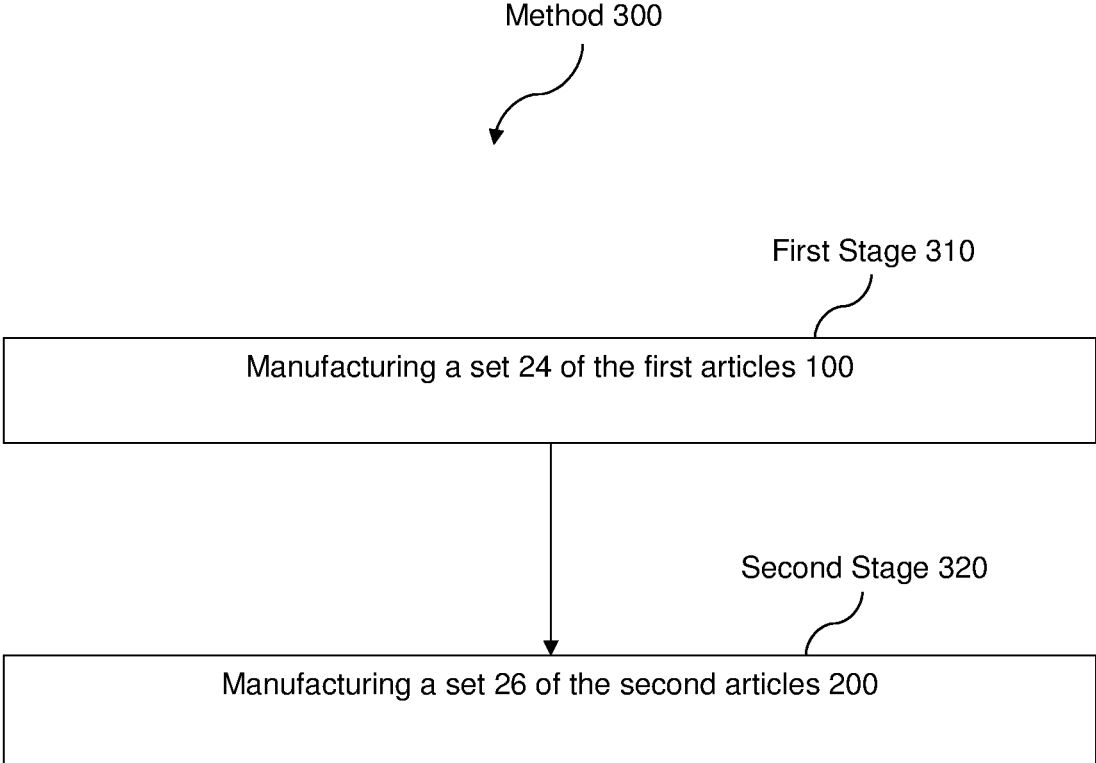 Method 300
First Stage 310
Manufacturing a set 24 of the first articles 100
Second Stage 320
Manufacturing a set 26 of the second articles 200